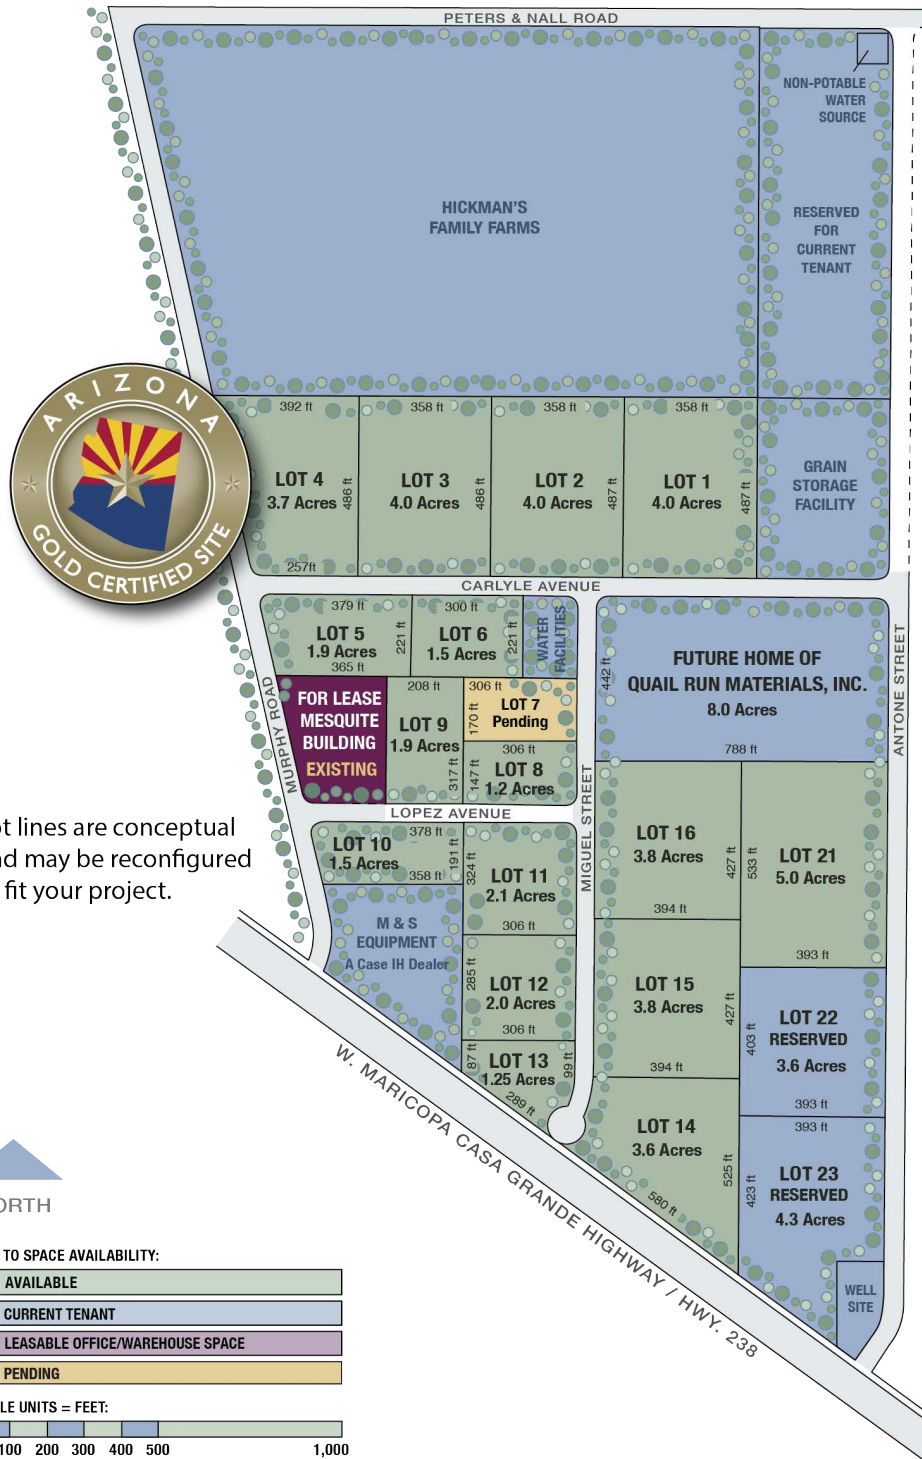 PETERS & NALL ROAD
NON-POTABLE
WATER
SOURCE
HICKMAN'S
FAMILY FARMS
RESERVED
FOR
CURRENT
TENANT
ARIZONA
GOLD CERTIFIED SITE
392 ft
LOT 4
3.7 Acres
486 ft
257ft
358 ft
LOT 3
4.0 Acres
486 ft
358 ft
LOT 2
4.0 Acres
487 ft
358 ft
LOT 1
4.0 Acres
487 ft
GRAIN
STORAGE
FACILITY
CARLYLE AVENUE
379 ft
LOT 5
1.9 Acres
365 ft
221 ft
300 ft
LOT 6
1.5 Acres
221 ft
WATER
FACILITIES
442 ft
FUTURE HOME OF
QUAIL RUN MATERIALS, INC.
8.0 Acres
788 ft
ANTONE STREET
MURPHY ROAD
FOR LEASE
MESQUITE
BUILDING
EXISTING
208 ft
LOT 9
1.9 Acres
317 ft
306 ft
170 ft
LOT 7
Pending
306 ft
147 ft
LOT 8
1.2 Acres
LOPEZ AVENUE
MIGUEL STREET
lines are conceptual
may be reconfigured
fit your project.
378 ft
LOT 10
1.5 Acres
358 ft
191 ft
324 ft
LOT 11
2.1 Acres
306 ft
LOT 16
3.8 Acres
427 ft
394 ft
533 ft
LOT 21
5.0 Acres
393 ft
M & S
EQUIPMENT
A Case IH Dealer
285 ft
LOT 12
2.0 Acres
306 ft
LOT 15
3.8 Acres
427 ft
394 ft
403 ft
LOT 22
RESERVED
3.6 Acres
393 ft
87 ft
LOT 13
1.25 Acres
99 ft
289 ft
LOT 14
3.6 Acres
525 ft
580 ft
393 ft
423 ft
LOT 23
RESERVED
4.3 Acres
WELL
SITE
W. MARICOPA CASA GRANDE HIGHWAY / HWY. 238
ORTH
TO SPACE AVAILABILITY:
AVAILABLE
CURRENT TENANT
LEASABLE OFFICE/WAREHOUSE SPACE
PENDING
LE UNITS = FEET:
100 200 300 400 500 1,000